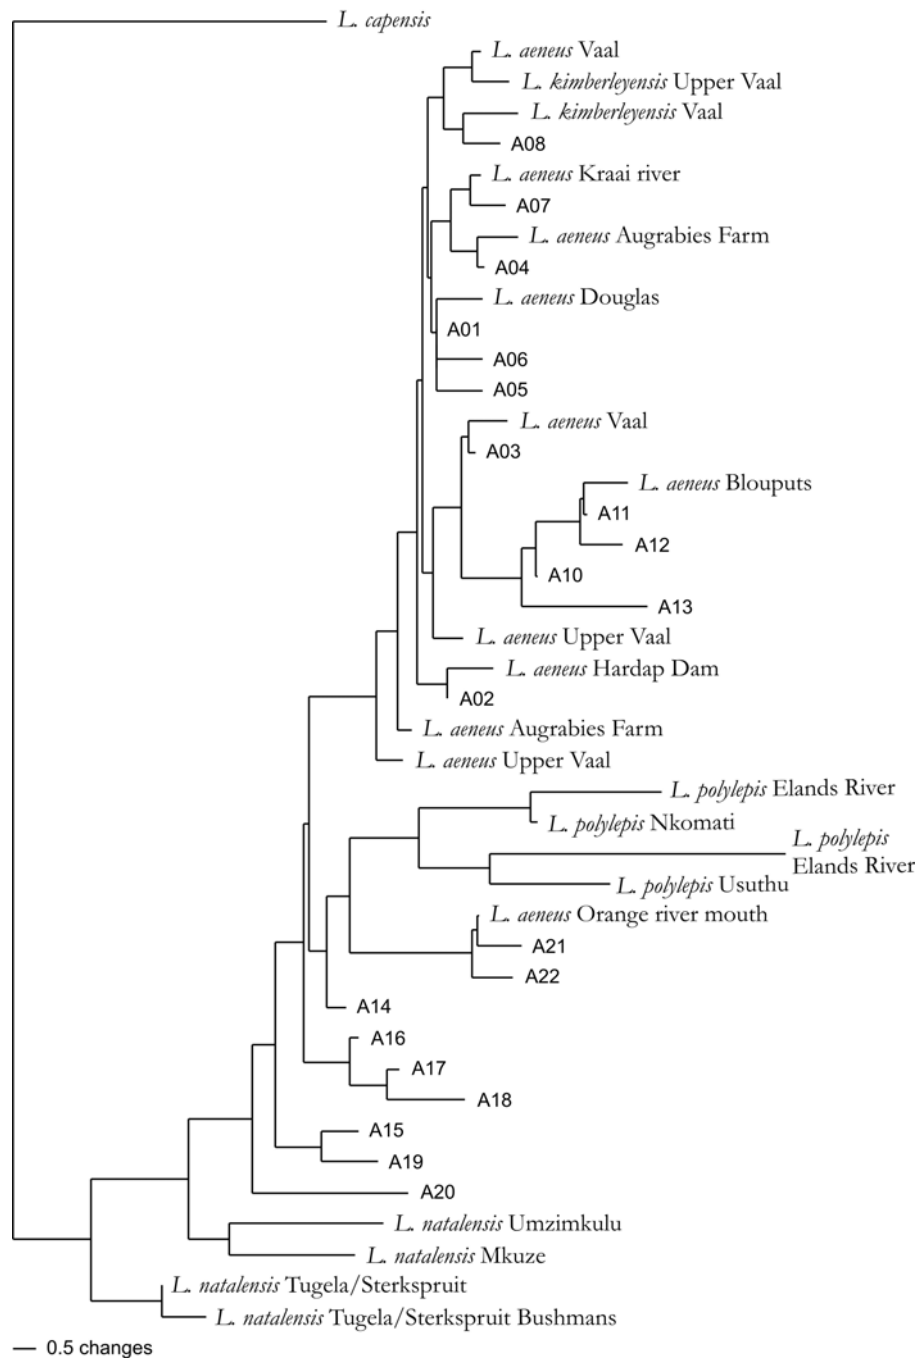 L. capensis
L. aeneus Vaal
L. kimberleyensis Upper Vaal
L. kimberleyensis Vaal
A08
L. aeneus Kraai river
A07
L. aeneus Augrabies Farm
A04
L. aeneus Douglas
A01
A06
A05
L. aeneus Vaal
A03
L. aeneus Blouputs
A11
A12
A10
A13
L. aeneus Upper Vaal
L. aeneus Hardap Dam
A02
L. aeneus Augrabies Farm
L. aeneus Upper Vaal
L. polylepis Elands River
L. polylepis Nkomati
L. polylepis
Elands River
L. polylepis Usuthu
L. aeneus Orange river mouth
A21
A22
A14
A16
A17
A18
A15
A19
A20
L. natalensis Umzimkulu
L. natalensis Mkuze
L. natalensis Tugela/Sterkspruit
L. natalensis Tugela/Sterkspruit Bushmans
0.5 changes